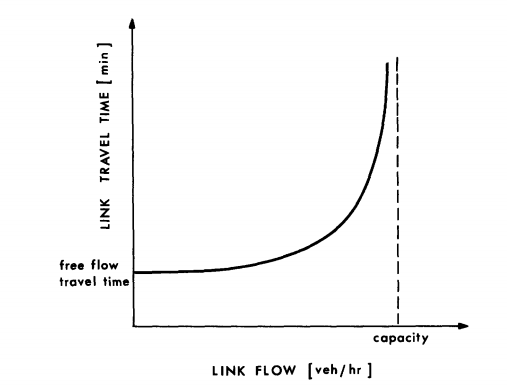 LINK TRAVEL TIME [min]
free flow
travel time
capacity
LINK FLOW [veh/hr]